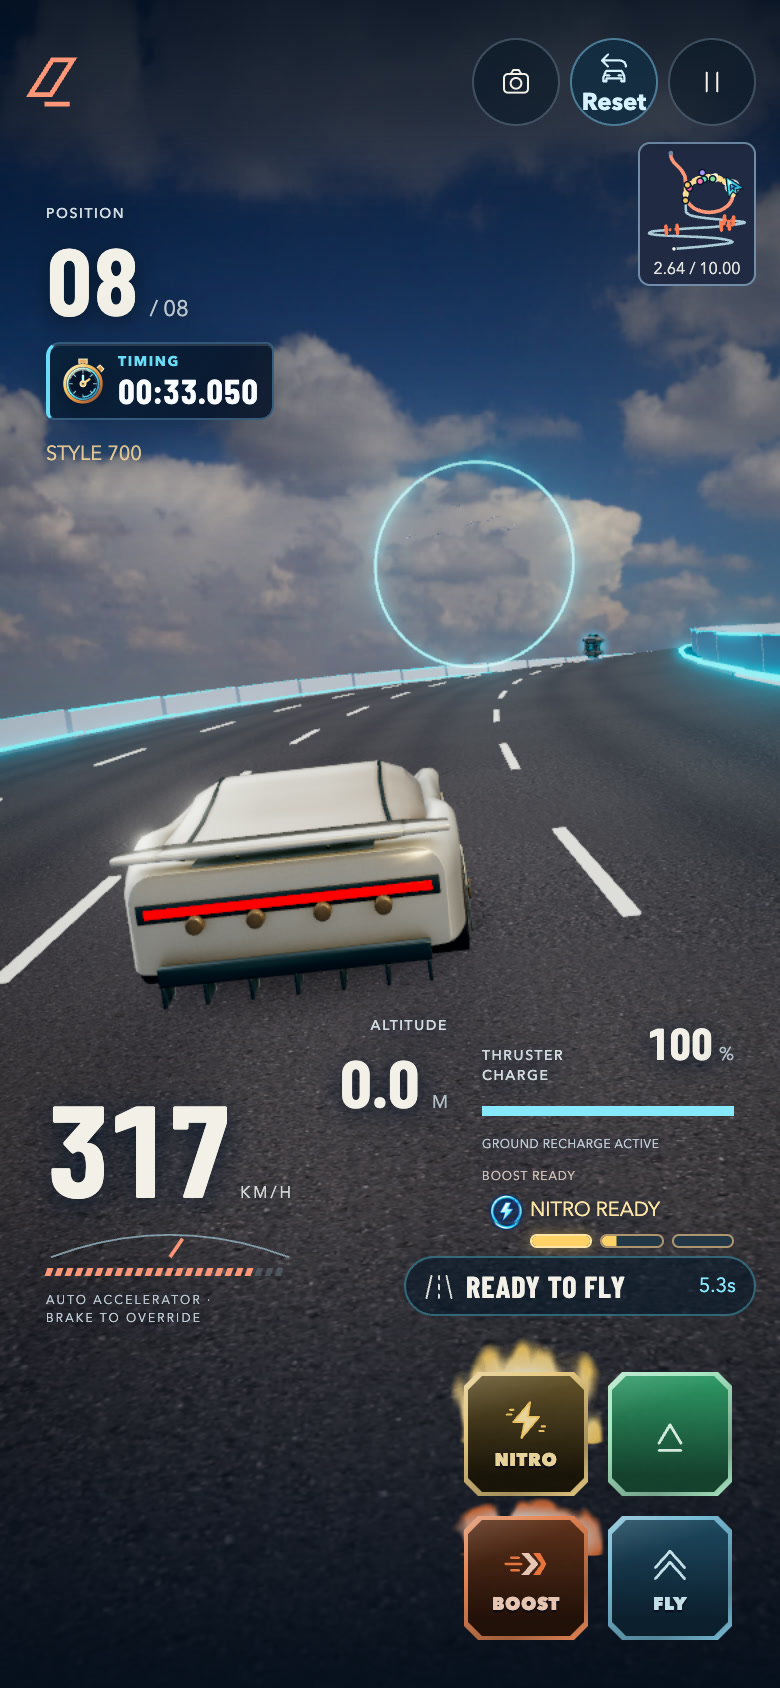 Reset
2.64 / 10.00
POSITION
08 / 08
TIMING
00:33.050
STYLE 700
ALTITUDE
0.0 M
THRUSTER
CHARGE
100 %
GROUND RECHARGE ACTIVE
BOOST READY
NITRO READY
317 KM/H
READY TO FLY 5.3s
AUTO ACCELERATOR ·
BRAKE TO OVERRIDE
NITRO
BOOST
FLY